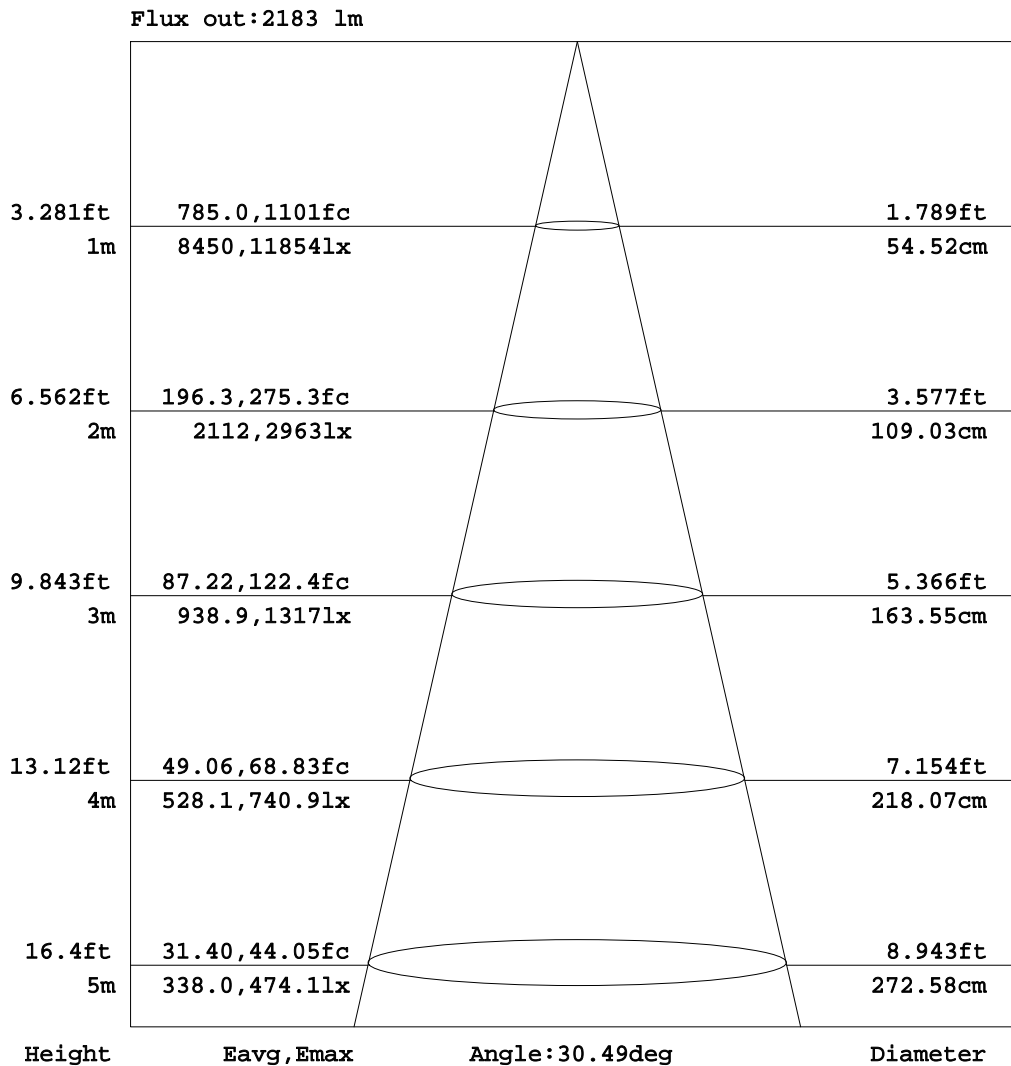 Flux out:2183 lm
3.281ft 785.0,1101fc 1.789ft
1m 8450,11854lx 54.52cm
6.562ft 196.3,275.3fc 3.577ft
2m 2112,2963lx 109.03cm
9.843ft 87.22,122.4fc 5.366ft
3m 938.9,1317lx 163.55cm
13.12ft 49.06,68.83fc 7.154ft
4m 528.1,740.9lx 218.07cm
16.4ft 31.40,44.05fc 8.943ft
5m 338.0,474.1lx 272.58cm
Height Eavg,Emax Angle:30.49deg Diameter